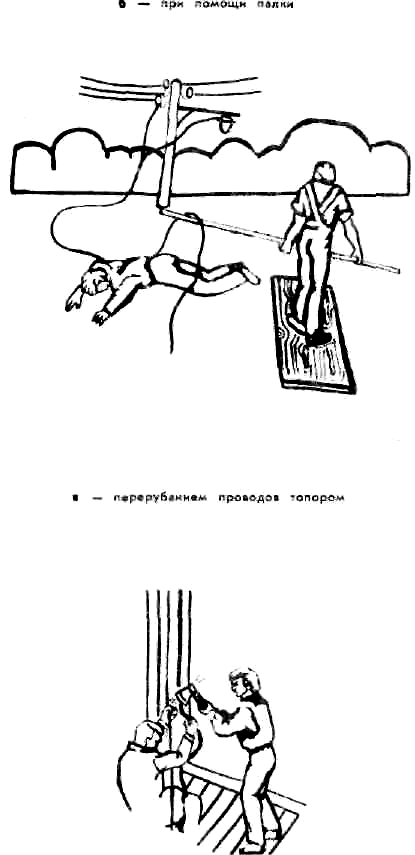 б — при помощи палки
в — перерубанием проводов топором